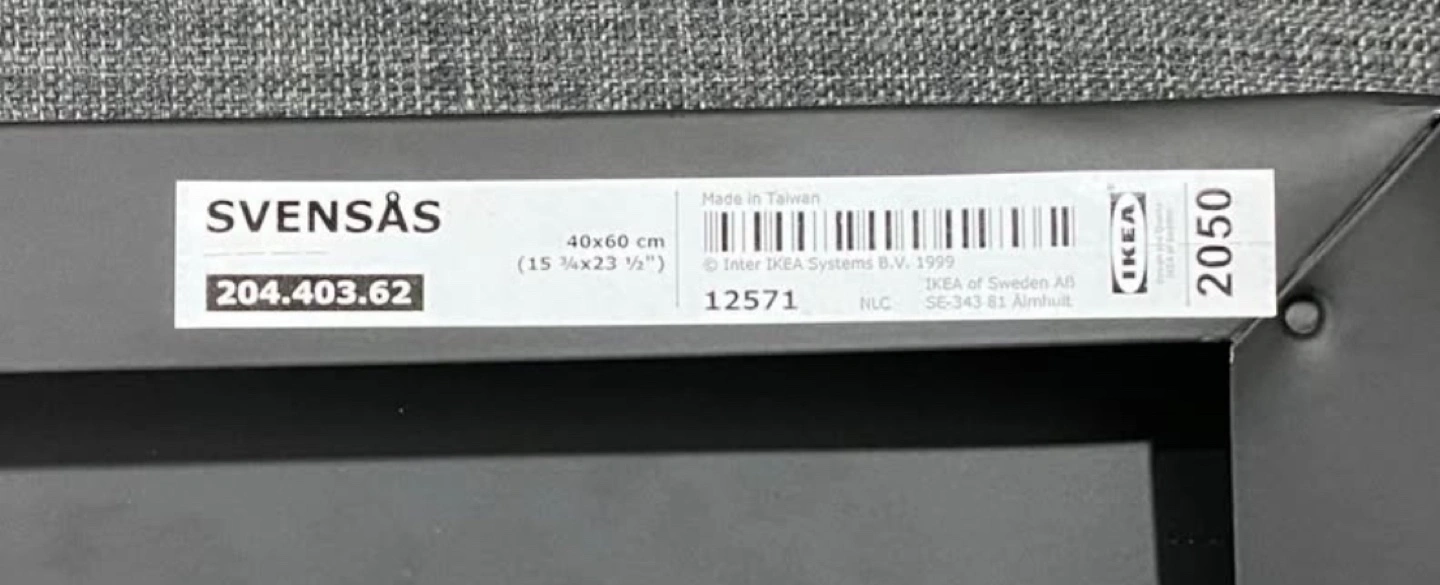 SVENSÅS
204.403.62
40x60 cm
(15 ¾x23 ½")
Made in Taiwan
© Inter IKEA Systems B.V. 1999
12571
NLC
IKEA of Sweden AB
SE-343 81 Älmhult
IKEA
2050